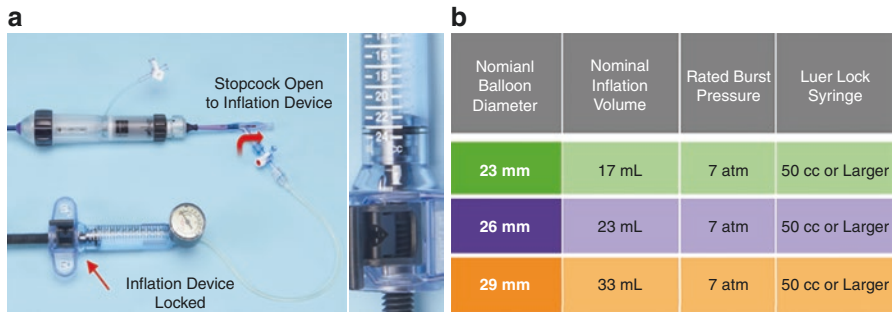 a
Stopcock Open
to Inflation Device
Inflation Device
Locked
14
16
18
20
22
24
cc
b
Nomianl
Balloon
Diameter
Nominal
Inflation
Volume
Rated Burst
Pressure
Luer Lock
Syringe
23 mm 17 mL 7 atm 50 cc or Larger
26 mm 23 mL 7 atm 50 cc or Larger
29 mm 33 mL 7 atm 50 cc or Larger